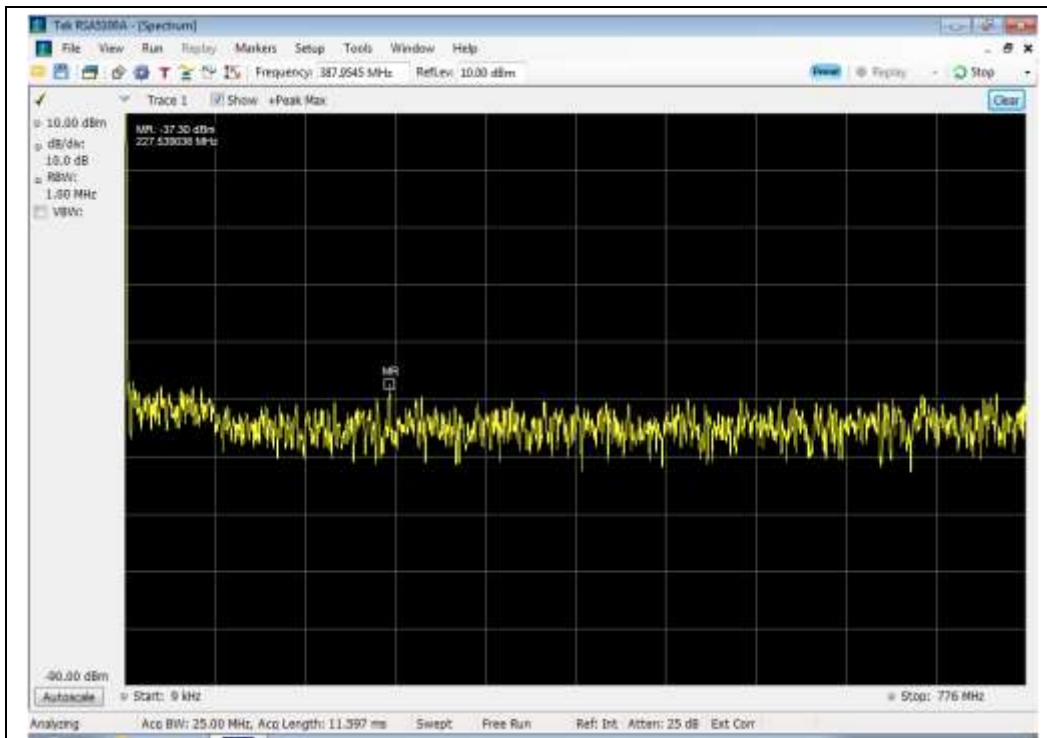 Tek RSA5100A - [Spectrum]
File View Run Replay Markers Setup Tools Window Help
Frequency: 387.9545 MHz RefLev: 10.00 dBm Preset Replay Stop
Trace 1 Show +Peak Max Clear
10.00 dBm
dB/div:
10.0 dB
RBW:
1.00 MHz
VBW:
MR: -37.30 dBm
227.539038 MHz
MR
-90.00 dBm
Autoscale Start: 9 kHz Stop: 776 MHz
Analyzing Acq BW: 25.00 MHz, Acq Length: 11.597 ms Swept Free Run Ref: Int Atten: 25 dB Ext Corr